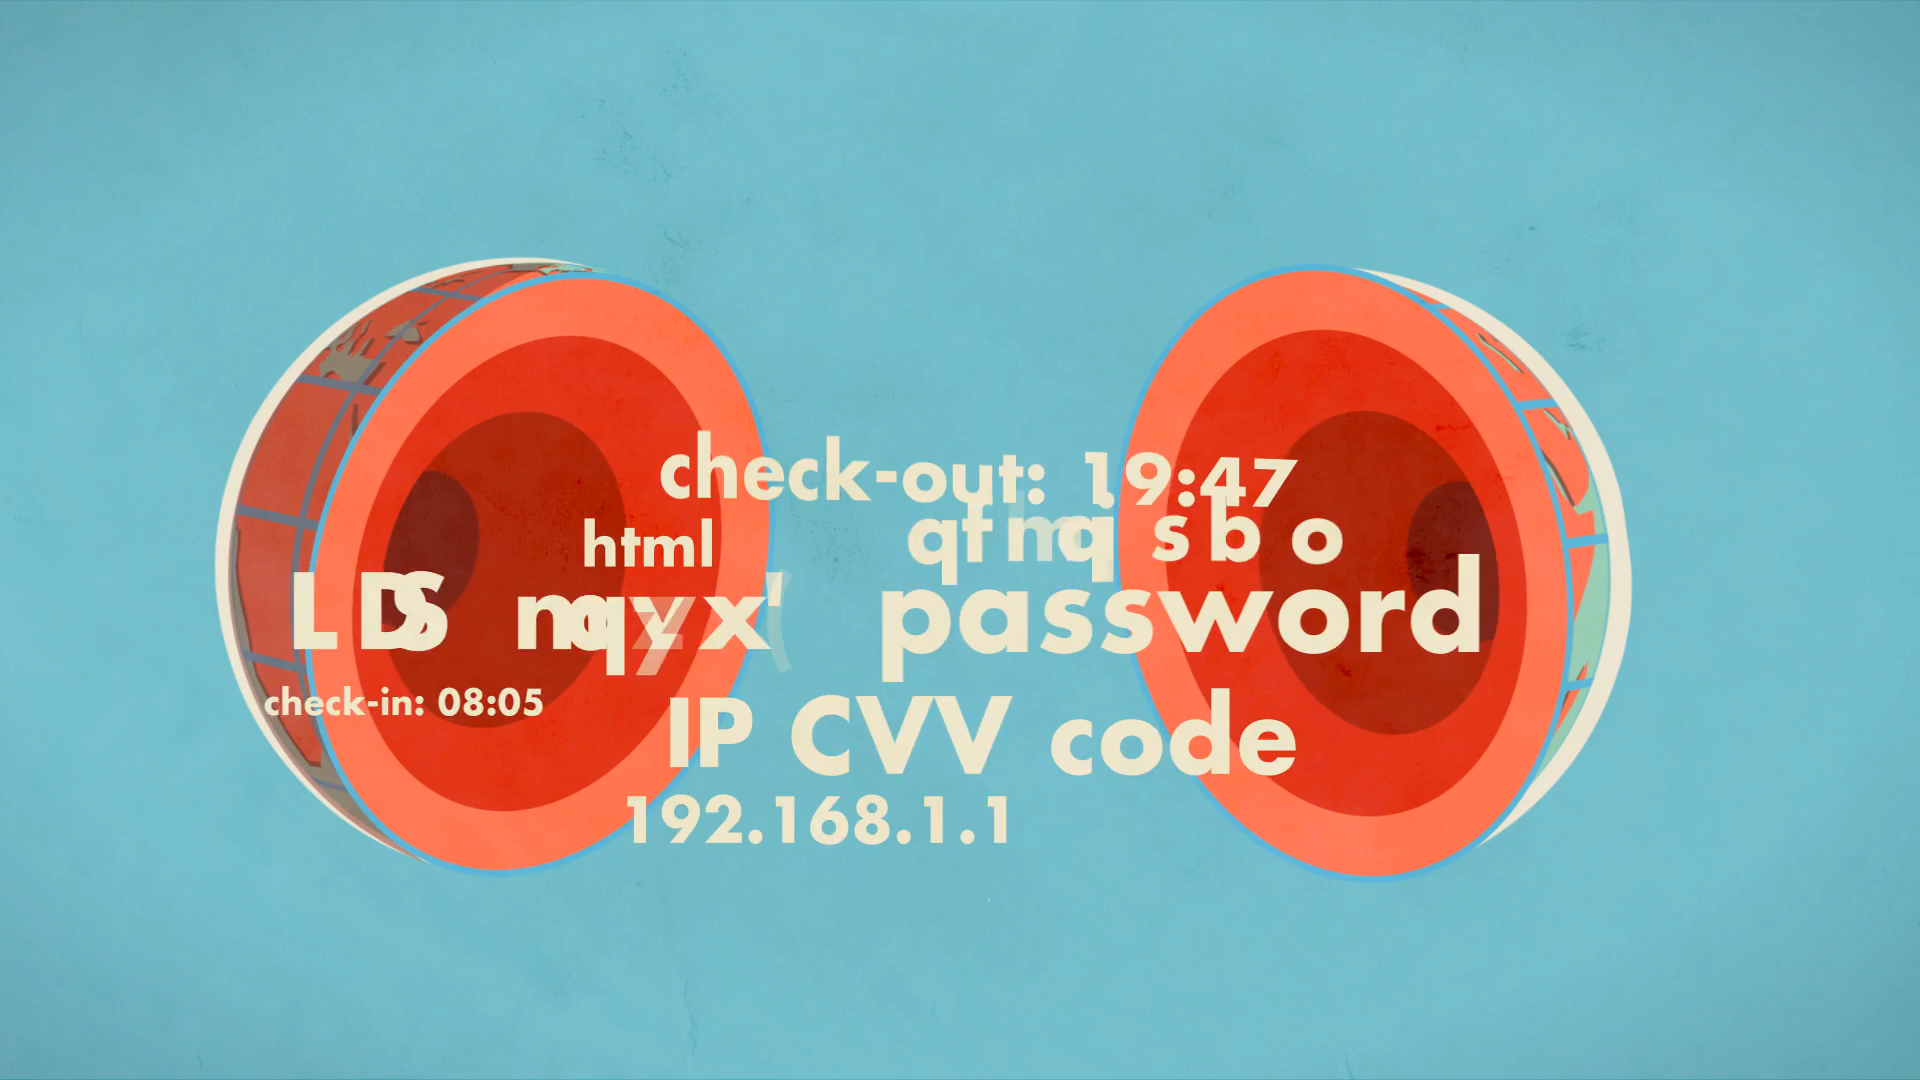 check-out: 19:47
html
password
check-in: 08:05
IP CVV code
192.168.1.1